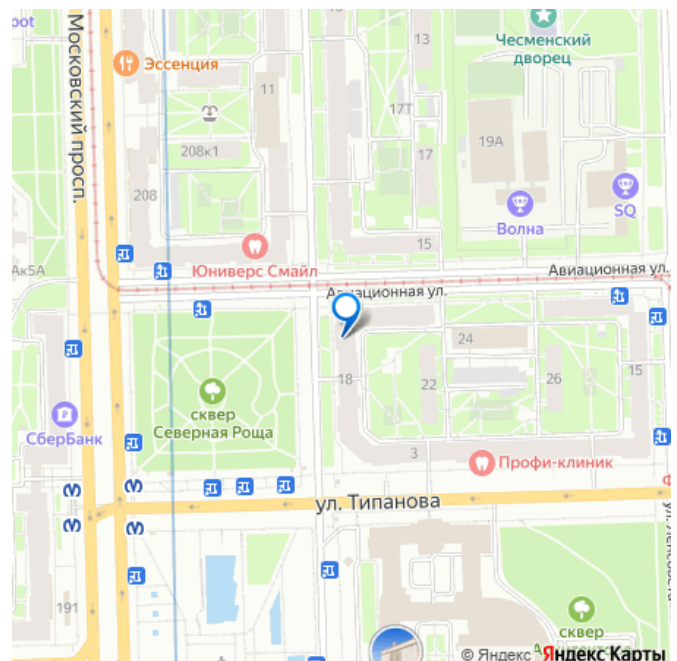 pot
Эссенция
13
Чесменский
дворец
11
17Т
19А
208к1
17
208
Волна
SQ
15
Юниверс Смайл
Московский просп.
Ак5А
Авиационная ул.
Авиационная ул.
24
18
22
26
15
сквер
Северная Роща
СберБанк
3
Профи-клиник
ул. Типанова
191
сквер
© Яндекс Яндекс Карты